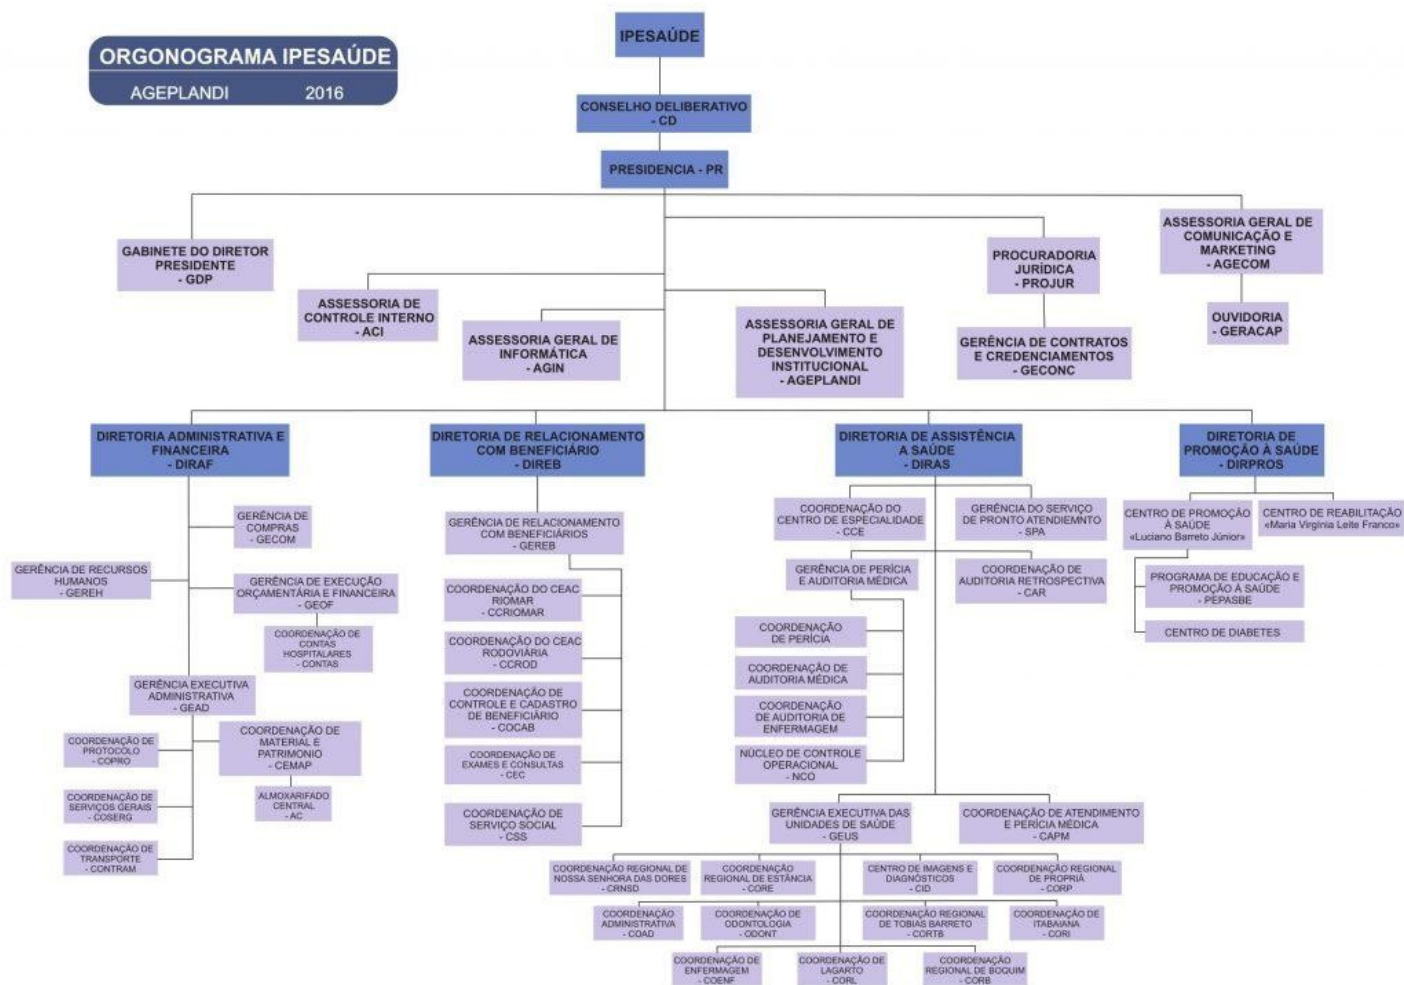 ORGONOGRAMA IPESAÚDE
AGEPLANDI 2016
IPESAÚDE
CONSELHO DELIBERATIVO
- CD
PRESIDENCIA - PR
GABINETE DO DIRETOR
PRESIDENTE
- GDP
ASSESSORIA DE
CONTROLE INTERNO
- ACI
ASSESSORIA GERAL DE
INFORMÁTICA
- AGIN
ASSESSORIA GERAL DE
PLANEJAMENTO E
DESENVOLVIMENTO
INSTITUCIONAL
- AGEPLANDI
PROCURADORIA
JURÍDICA
- PROJUR
GERÊNCIA DE CONTRATOS
E CREDENCIAMENTOS
- GECONC
ASSESSORIA GERAL DE
COMUNICAÇÃO E
MARKETING
- AGECOM
OUVIDORIA
- GERACAP
DIRETORIA ADMINISTRATIVA E
FINANCEIRA
- DIRAF
GERÊNCIA DE
COMPRAS
- GECOM
GERÊNCIA DE RECURSOS
HUMANOS
- GEREH
GERÊNCIA DE EXECUÇÃO
ORÇAMENTÁRIA E FINANCEIRA
- GEOF
COORDENAÇÃO DE
CONTAS
HOSPITALARES
- CONTAS
GERÊNCIA EXECUTIVA
ADMINISTRATIVA
- GEAD
COORDENAÇÃO DE
PROTOCOLO
- COPRO
COORDENAÇÃO DE
MATERIAL E
PATRIMONIO
- CEMAP
COORDENAÇÃO DE
SERVIÇOS GERAIS
- COSERG
ALMOXARIFADO
CENTRAL
- AC
COORDENAÇÃO DE
TRANSPORTE
- CONTRAM
DIRETORIA DE RELACIONAMENTO
COM BENEFICIÁRIO
- DIREB
GERÊNCIA DE RELACIONAMENTO
COM BENEFICIÁRIOS
- GEREB
COORDENAÇÃO DO CEAC
RIOMAR
- CCRIOMAR
COORDENAÇÃO DO CEAC
RODOVIÁRIA
- CCROD
COORDENAÇÃO DE
CONTROLE E CADASTRO
DE BENEFICIÁRIO
- COCAB
COORDENAÇÃO DE
EXAMES E CONSULTAS
- CEC
COORDENAÇÃO DE
SERVIÇO SOCIAL
- CSS
DIRETORIA DE ASSISTÊNCIA
A SAÚDE
- DIRAS
COORDENAÇÃO DO
CENTRO DE ESPECIALIDADE
- CCE
GERÊNCIA DO SERVIÇO
DE PRONTO ATENDIEMNTO
- SPA
GERÊNCIA DE PERÍCIA
E AUDITORIA MÉDICA
COORDENAÇÃO DE
AUDITORIA RETROSPECTIVA
- CAR
COORDENAÇÃO
DE PERÍCIA
COORDENAÇÃO DE
AUDITORIA MÉDICA
COORDENAÇÃO
DE AUDITORIA DE
ENFERMAGEM
NÚCLEO DE CONTROLE
OPERACIONAL
- NCO
GERÊNCIA EXECUTIVA DAS
UNIDADES DE SAÚDE
- GEUS
COORDENAÇÃO DE ATENDIMENTO
E PERÍCIA MÉDICA
- CAPM
COORDENAÇÃO REGIONAL DE
NOSSA SENHORA DAS DORES
- CRNSD
COORDENAÇÃO
REGIONAL DE ESTÂNCIA
- CORE
CENTRO DE IMAGENS E
DIAGNÓSTICOS
- CID
COORDENAÇÃO REGIONAL
DE PROPRIÁ
- CORP
COORDENAÇÃO
ADMINISTRATIVA
- COAD
COORDENAÇÃO DE
ODONTOLOGIA
- ODONT
COORDENAÇÃO REGIONAL
DE TOBIAS BARRETO
- CORTB
COORDENAÇÃO DE
ITABAIANA
- CORI
COORDENAÇÃO DE
ENFERMAGEM
- COENF
COORDENAÇÃO DE
LAGARTO
- CORL
COORDENAÇÃO
REGIONAL DE BOQUIM
- CORB
DIRETORIA DE
PROMOÇÃO À SAÚDE
- DIRPROS
CENTRO DE PROMOÇÃO
À SAÚDE
«Luciano Barreto Júnior»
CENTRO DE REABILITAÇÃO
«Maria Virgínia Leite Franco»
PROGRAMA DE EDUCAÇÃO E
PROMOÇÃO À SAÚDE
- PEPASBE
CENTRO DE DIABETES